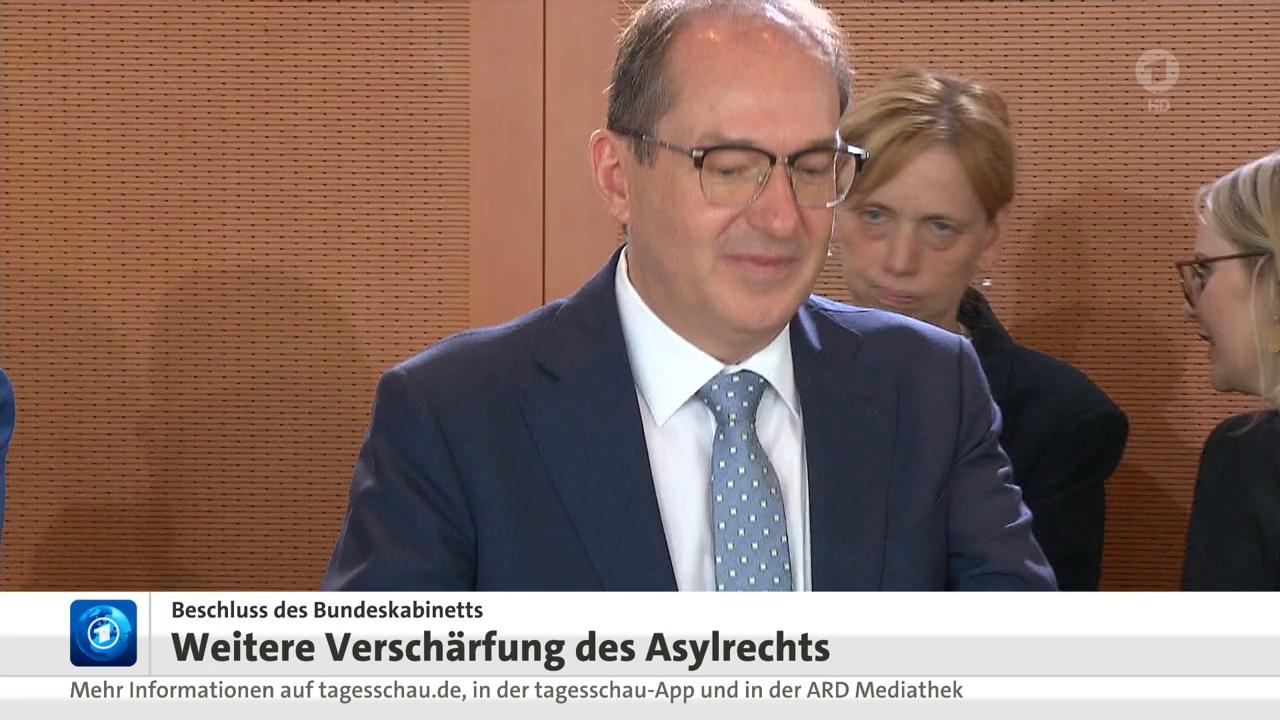 HD
Beschluss des Bundeskabinetts
Weitere Verschärfung des Asylrechts
Mehr Informationen auf tagesschau.de, in der tagesschau-App und in der ARD Mediathek